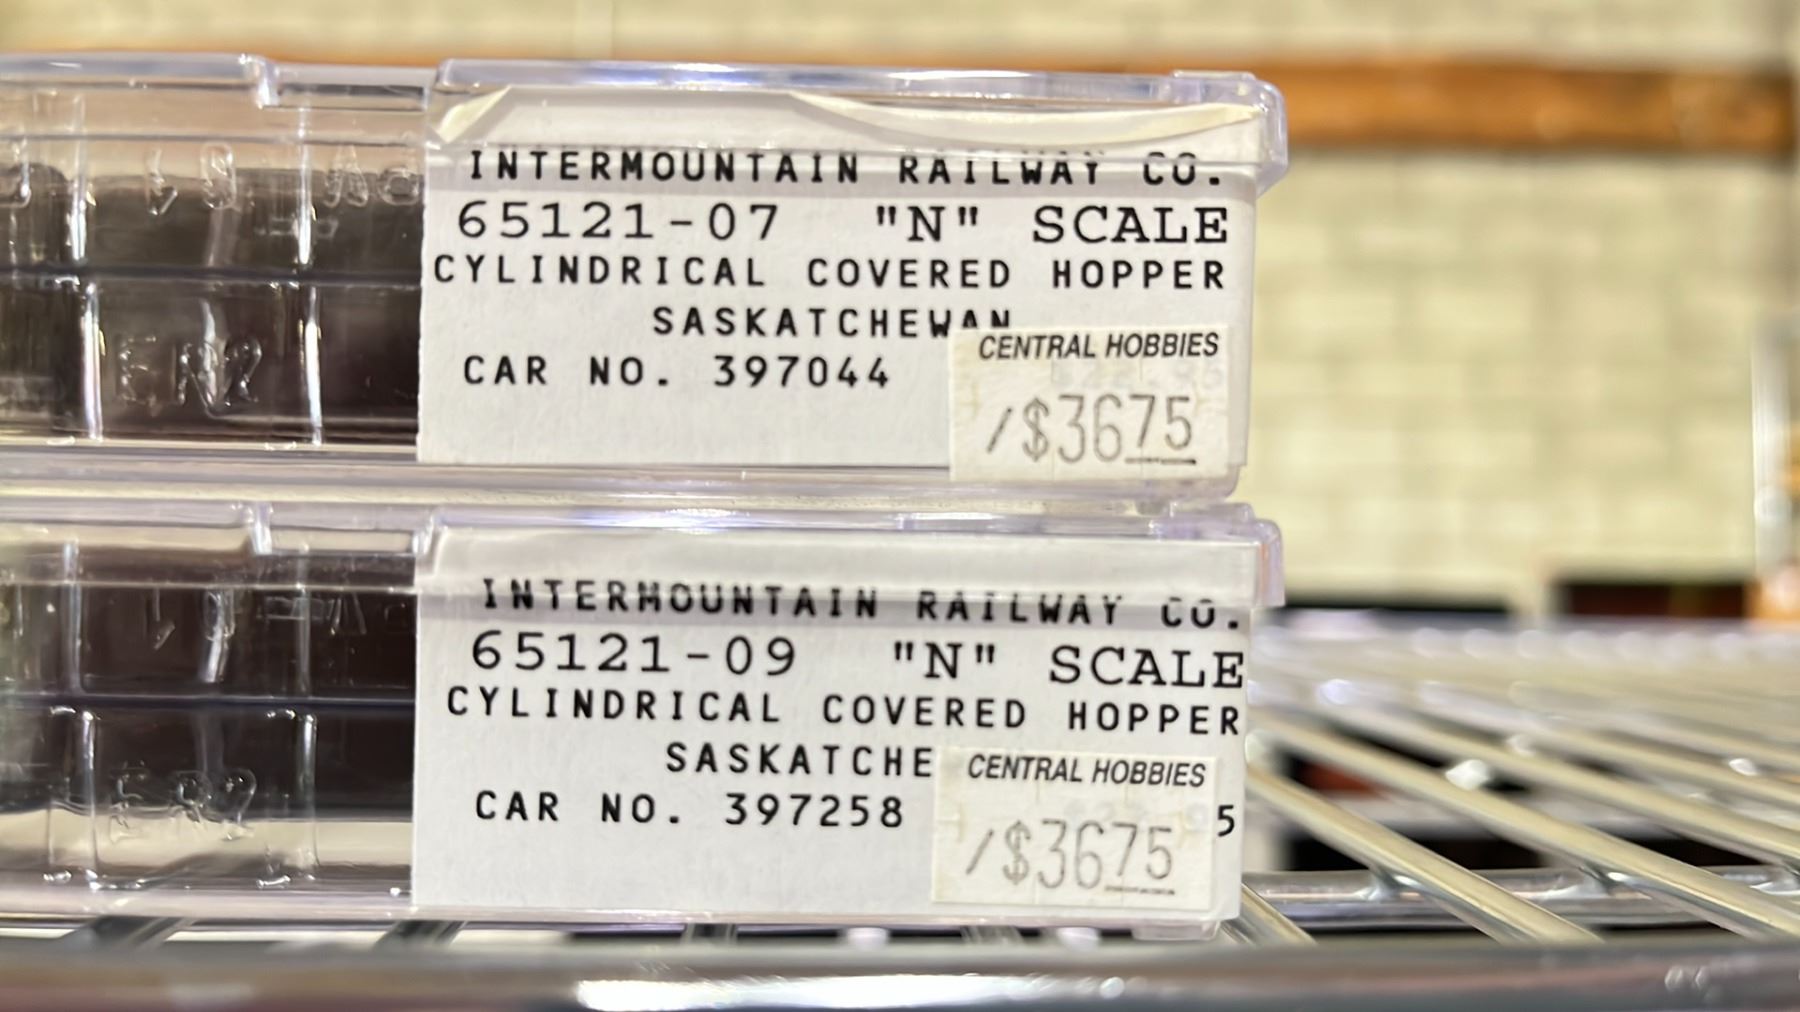 INTERMOUNTAIN RAILWAY CO.
65121-07 "N" SCALE
CYLINDRICAL COVERED HOPPER
SASKATCHEWAN
CAR NO. 397044
CENTRAL HOBBIES
/$3675
INTERMOUNTAIN RAILWAY CO.
65121-09 "N" SCALE
CYLINDRICAL COVERED HOPPER
SASKATCHE
CAR NO. 397258 5
CENTRAL HOBBIES
/$3675